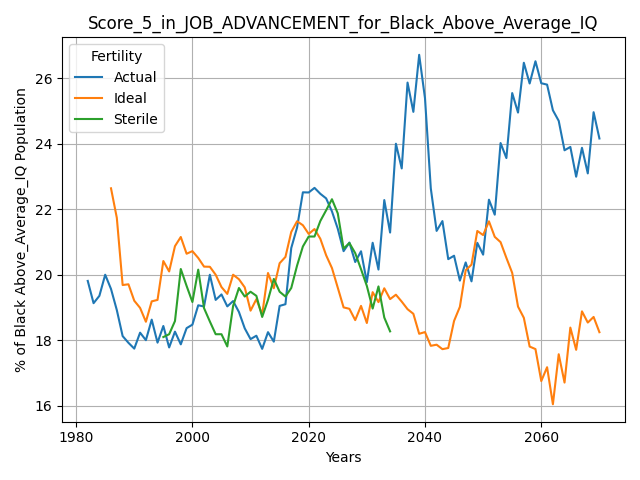 Score_5_in_JOB_ADVANCEMENT_for_Black_Above_Average_IQ
Fertility
Actual
Ideal
Sterile
% of Black Above_Average_IQ Population
26
24
22
20
18
16
1980
2000
2020
2040
2060
Years